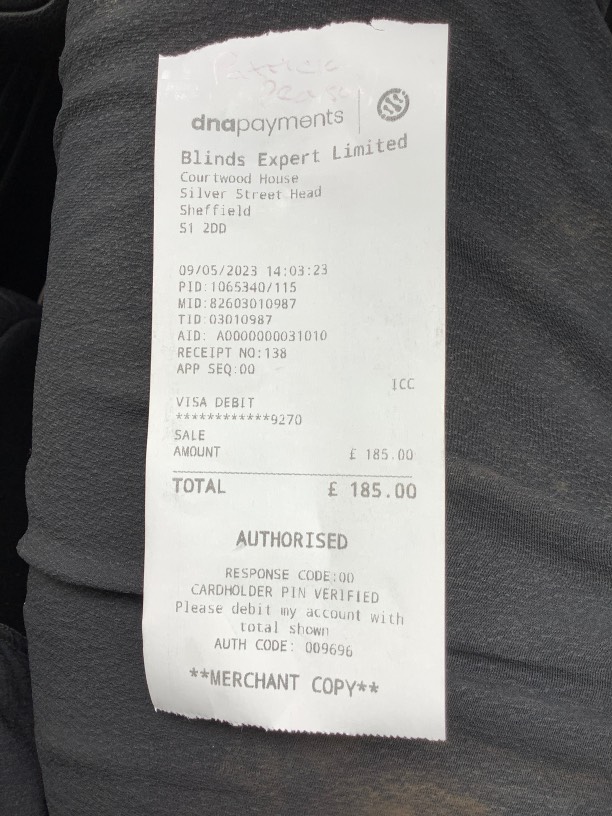 dnapayments
Blinds Expert Limited
Courtwood House
Silver Street Head
Sheffield
S1 2DD
09/05/2023 14:03:23
PID:1065340/115
MID:82603010987
TID:03010987
AID: A0000000031010
RECEIPT NO:138
APP SEQ:00
ICC
VISA DEBIT
************9270
SALE
AMOUNT £ 185.00
TOTAL £ 185.00
AUTHORISED
RESPONSE CODE:00
CARDHOLDER PIN VERIFIED
Please debit my account with
total shown
AUTH CODE: 009696
**MERCHANT COPY**